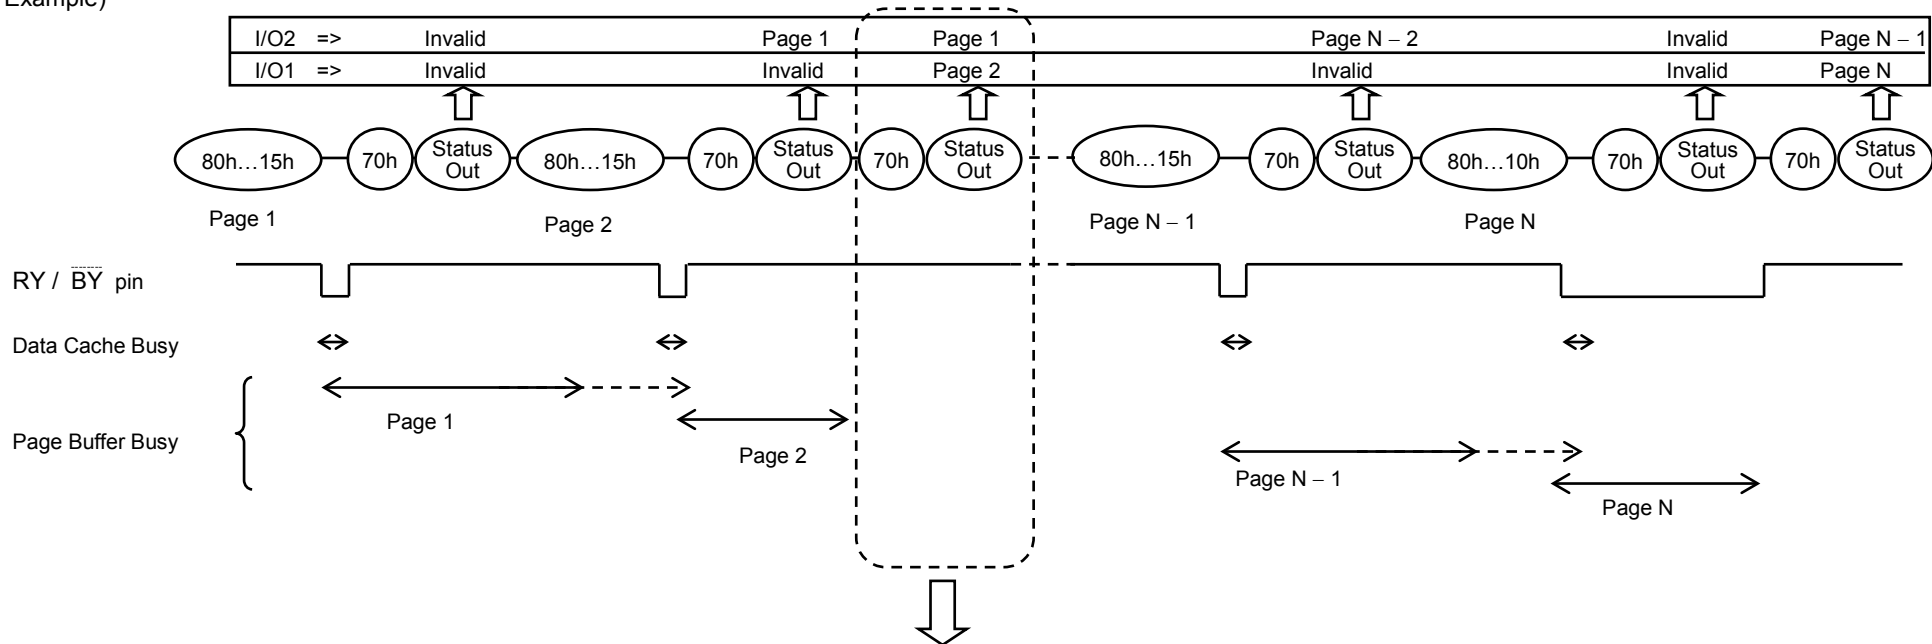 Example)
I/O2 => Invalid Page 1 Page 1 Page N − 2 Invalid Page N − 1
I/O1 => Invalid Invalid Page 2 Invalid Invalid Page N
80h…15h 70h Status Out 80h…15h 70h Status Out 70h Status Out 80h…15h 70h Status Out 80h…10h 70h Status Out 70h Status Out
Page 1 Page 2 Page N − 1 Page N
RY / B̅Y̅ pin
Data Cache Busy
Page Buffer Busy
Page 1
Page 2
Page N − 1
Page N